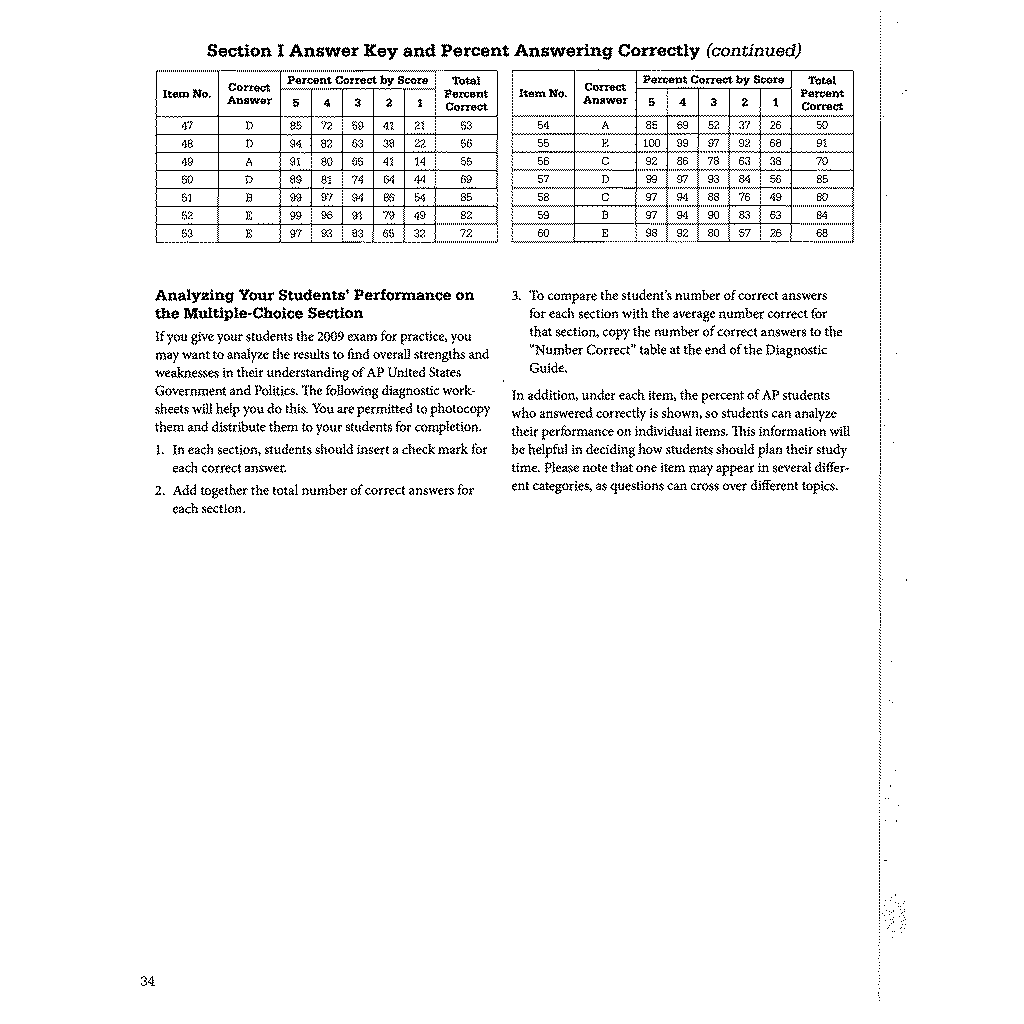 Section I Answer Key and Percent Answering Correctly (continued)
Item No. Correct Answer Percent Correct by Score 5 4 3 2 1 Total Percent Correct
47 D 85 72 59 41 21 53
48 D 94 82 63 38 22 56
49 A 91 80 66 41 14 55
50 D 89 81 74 64 44 69
51 B 99 97 94 86 54 85
52 E 99 96 91 79 49 82
53 E 97 93 83 65 32 72
Item No. Correct Answer Percent Correct by Score 5 4 3 2 1 Total Percent Correct
54 A 85 69 52 37 26 50
55 E 100 99 97 92 68 91
56 C 92 86 78 63 38 70
57 D 99 97 93 84 56 85
58 C 97 94 88 76 49 80
59 B 97 94 90 83 63 84
60 E 98 92 80 57 26 68
Analyzing Your Students' Performance on
the Multiple-Choice Section
If you give your students the 2009 exam for practice, you
may want to analyze the results to find overall strengths and
weaknesses in their understanding of AP United States
Government and Politics. The following diagnostic work-
sheets will help you do this. You are permitted to photocopy
them and distribute them to your students for completion.
1. In each section, students should insert a check mark for
each correct answer.
2. Add together the total number of correct answers for
each section.
3. To compare the student's number of correct answers
for each section with the average number correct for
that section, copy the number of correct answers to the
"Number Correct" table at the end of the Diagnostic
Guide.
In addition, under each item, the percent of AP students
who answered correctly is shown, so students can analyze
their performance on individual items. This information will
be helpful in deciding how students should plan their study
time. Please note that one item may appear in several differ-
ent categories, as questions can cross over different topics.
34